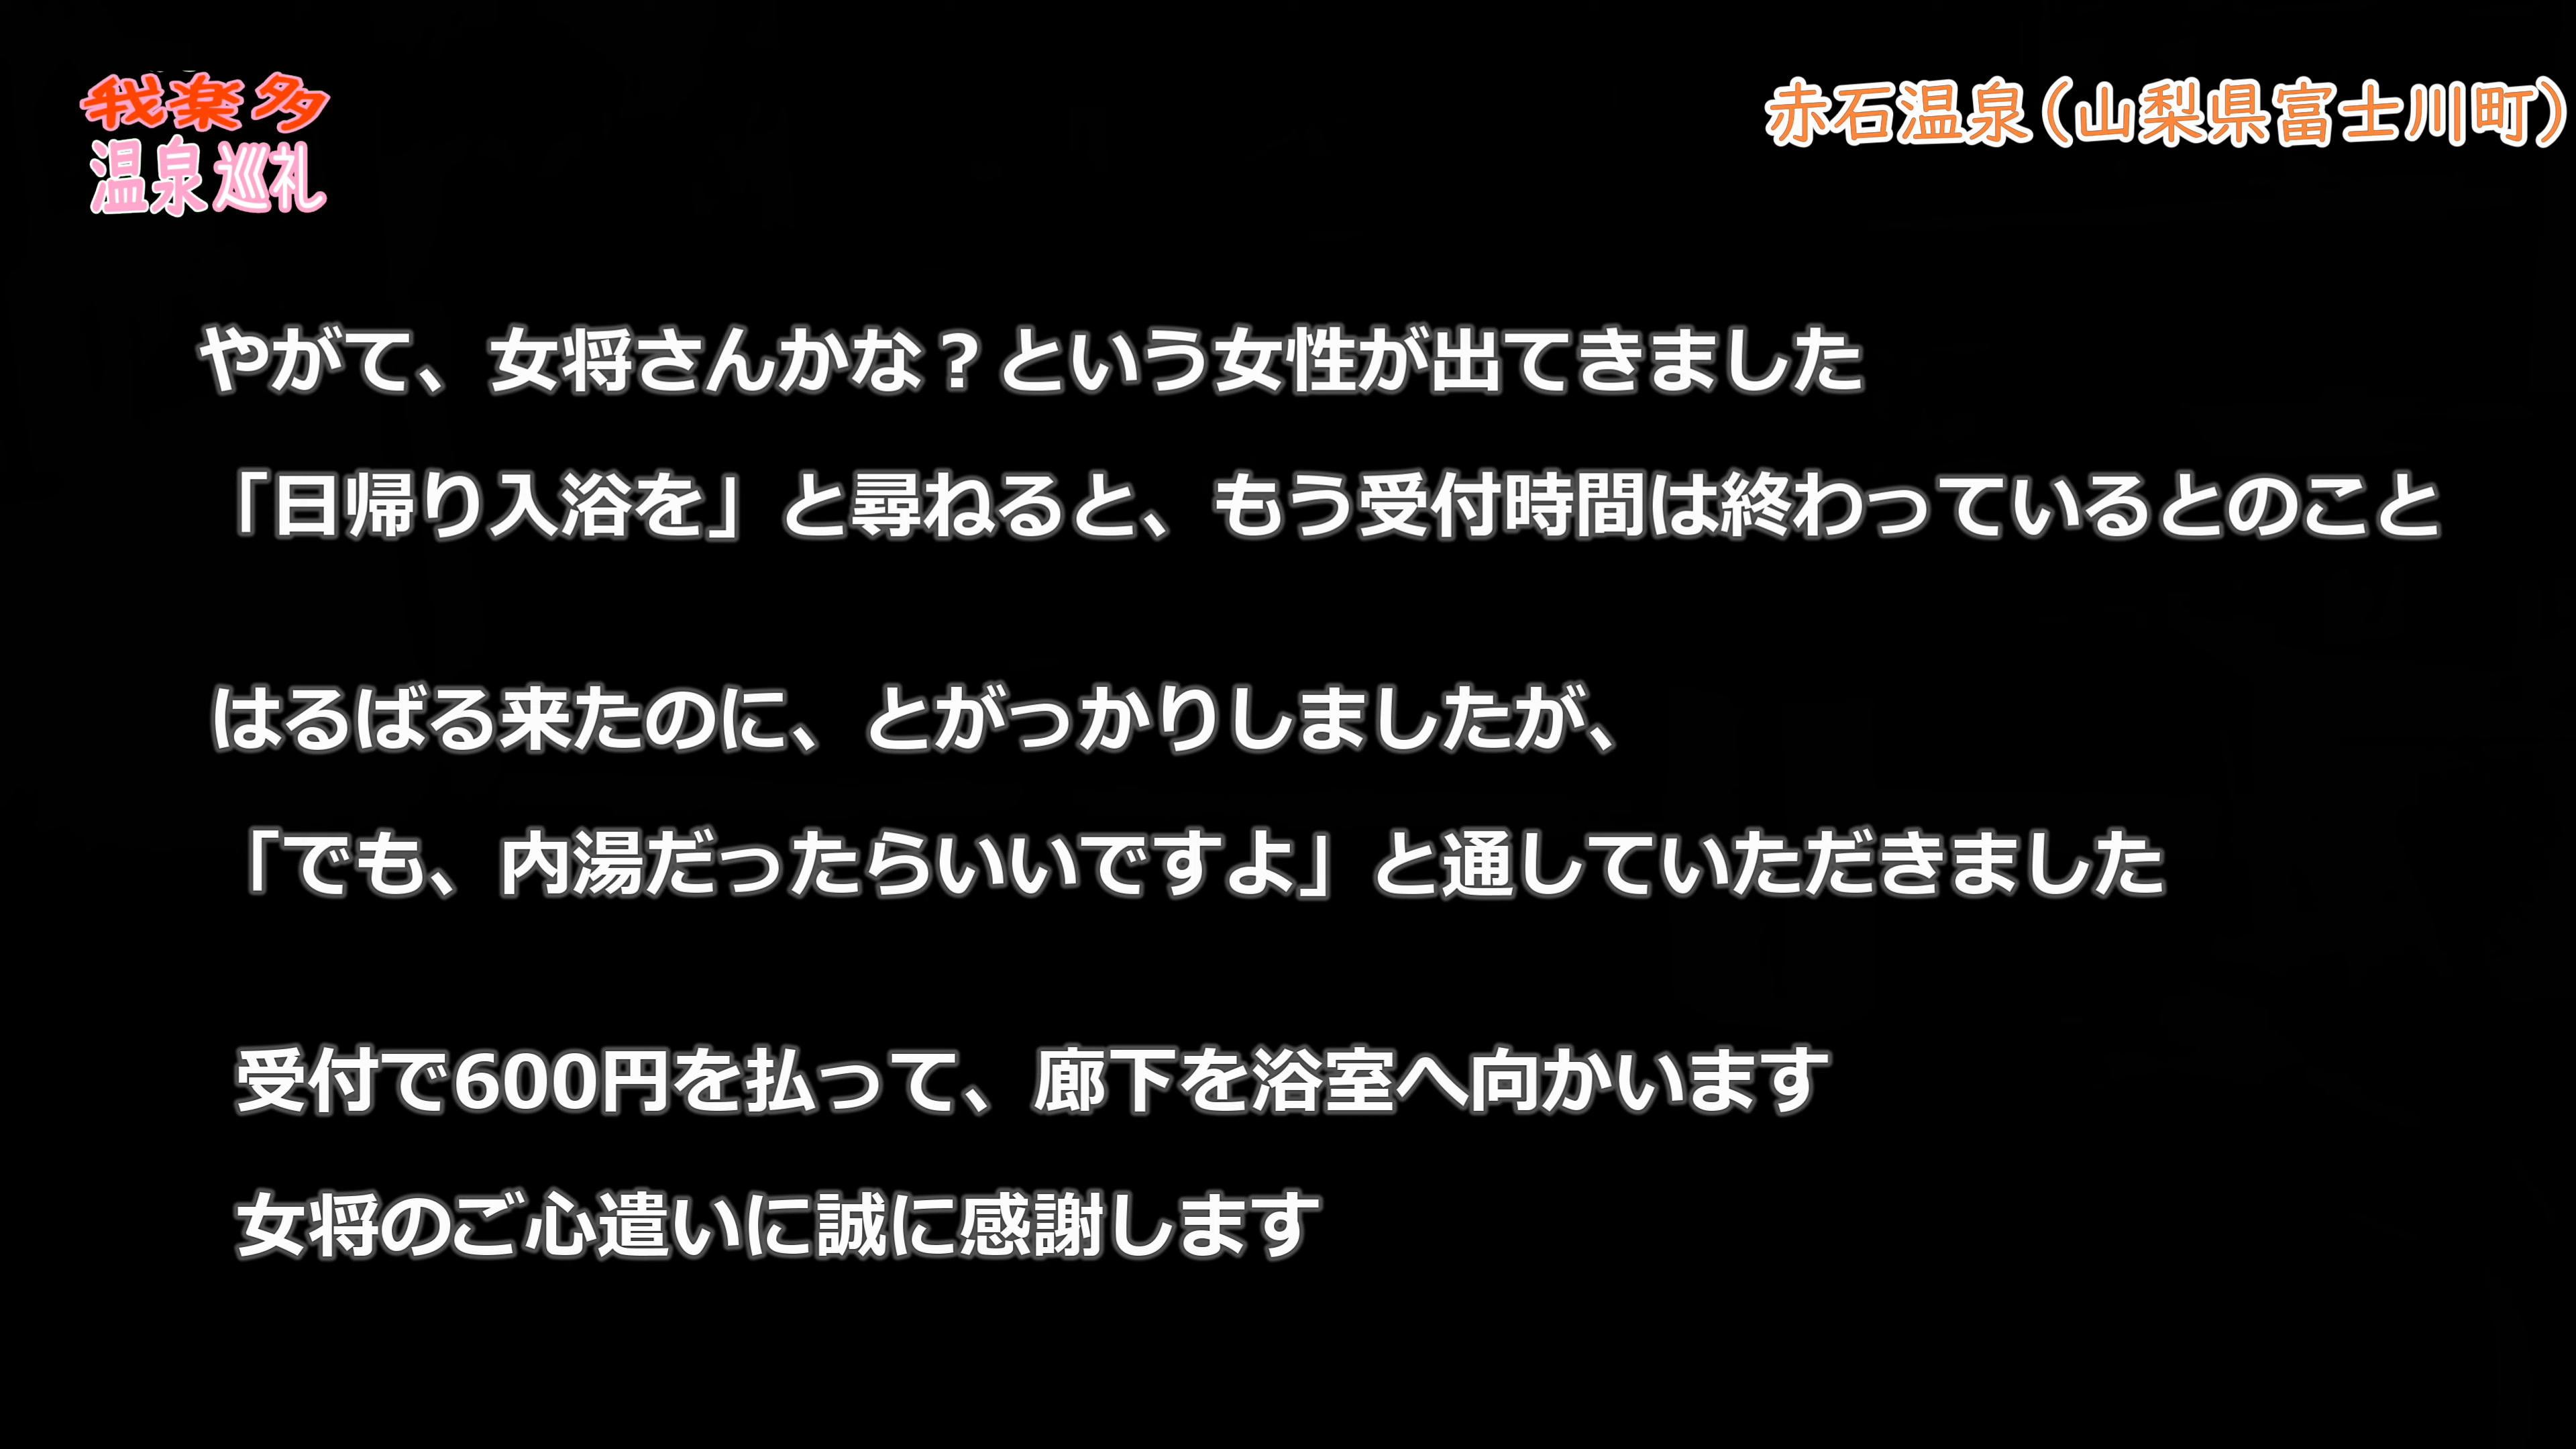 我楽多
温泉巡礼
赤石温泉(山梨県富士川町)
やがて、女将さんかな？という女性が出てきました
「日帰り入浴を」と尋ねると、もう受付時間は終わっているとのこと
はるばる来たのに、とがっかりしましたが、
「でも、内湯だったらいいですよ」と通していただきました
受付で600円を払って、廊下を浴室へ向かいます
女将のご心遣いに誠に感謝します